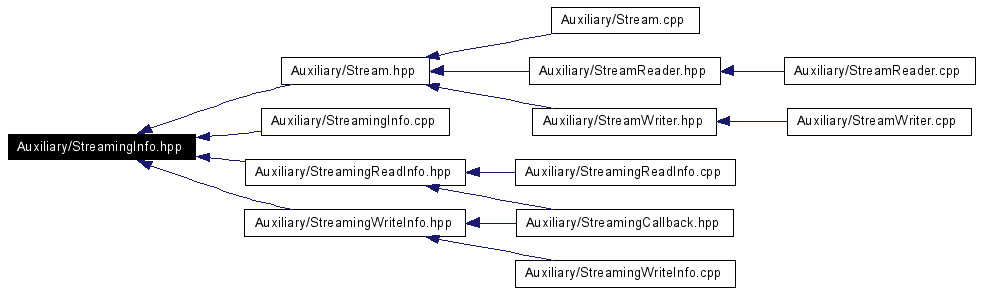 Auxiliary/Stream.cpp
Auxiliary/Stream.hpp
Auxiliary/StreamReader.hpp
Auxiliary/StreamReader.cpp
Auxiliary/StreamingInfo.cpp
Auxiliary/StreamWriter.hpp
Auxiliary/StreamWriter.cpp
Auxiliary/StreamingInfo.hpp
Auxiliary/StreamingReadInfo.hpp
Auxiliary/StreamingReadInfo.cpp
Auxiliary/StreamingWriteInfo.hpp
Auxiliary/StreamingCallback.hpp
Auxiliary/StreamingWriteInfo.cpp